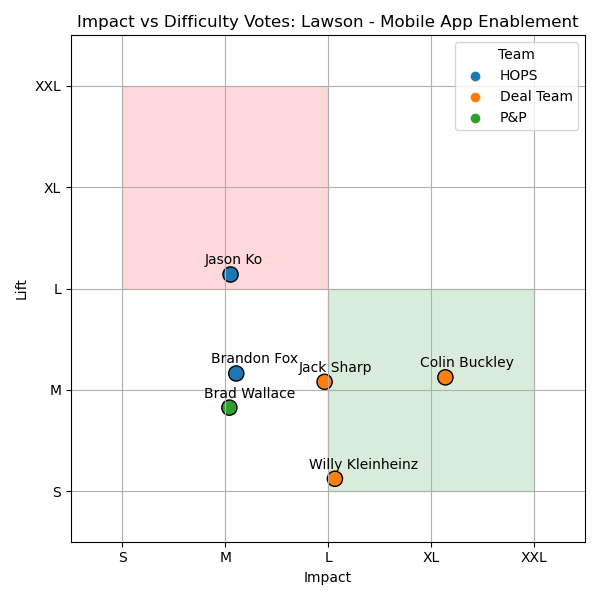 Impact vs Difficulty Votes: Lawson - Mobile App Enablement
Team
HOPS
Deal Team
P&P
XXL
XL
L
M
S
Lift
Jason Ko
Brandon Fox
Jack Sharp
Colin Buckley
Brad Wallace
Willy Kleinheinz
S
M
L
XL
XXL
Impact